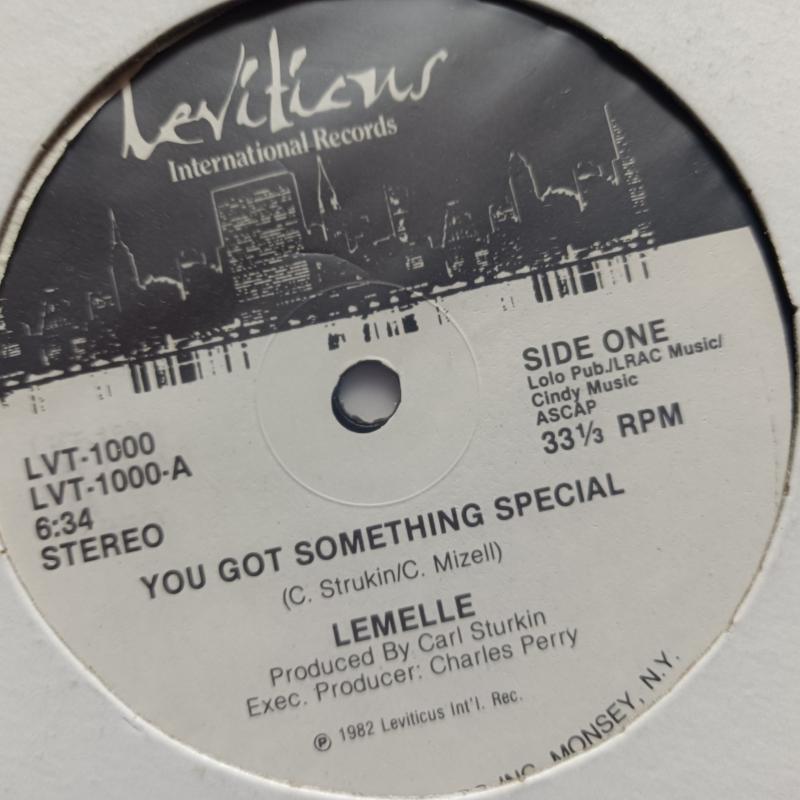 Leviticus
International Records
SIDE ONE
Lolo Pub./LRAC Music/
Cindy Music
ASCAP
33⅓ RPM
LVT-1000
LVT-1000-A
6:34
STEREO
YOU GOT SOMETHING SPECIAL
(C. Strukin/C. Mizell)
LEMELLE
Produced By Carl Sturkin
Exec. Producer: Charles Perry
℗ 1982 Leviticus Int'l. Rec.
INC. MONSEY, N.Y.